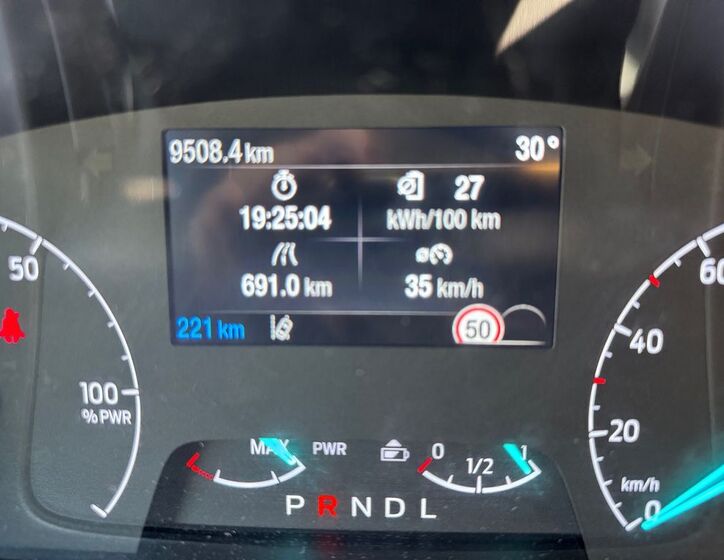 9508.4 km 30°
27
19:25:04 kWh/100 km
691.0 km 35 km/h
221 km 50
50
100
% PWR
60
40
20
km/h
0
MAX PWR 0 1/2 1
P R N D L